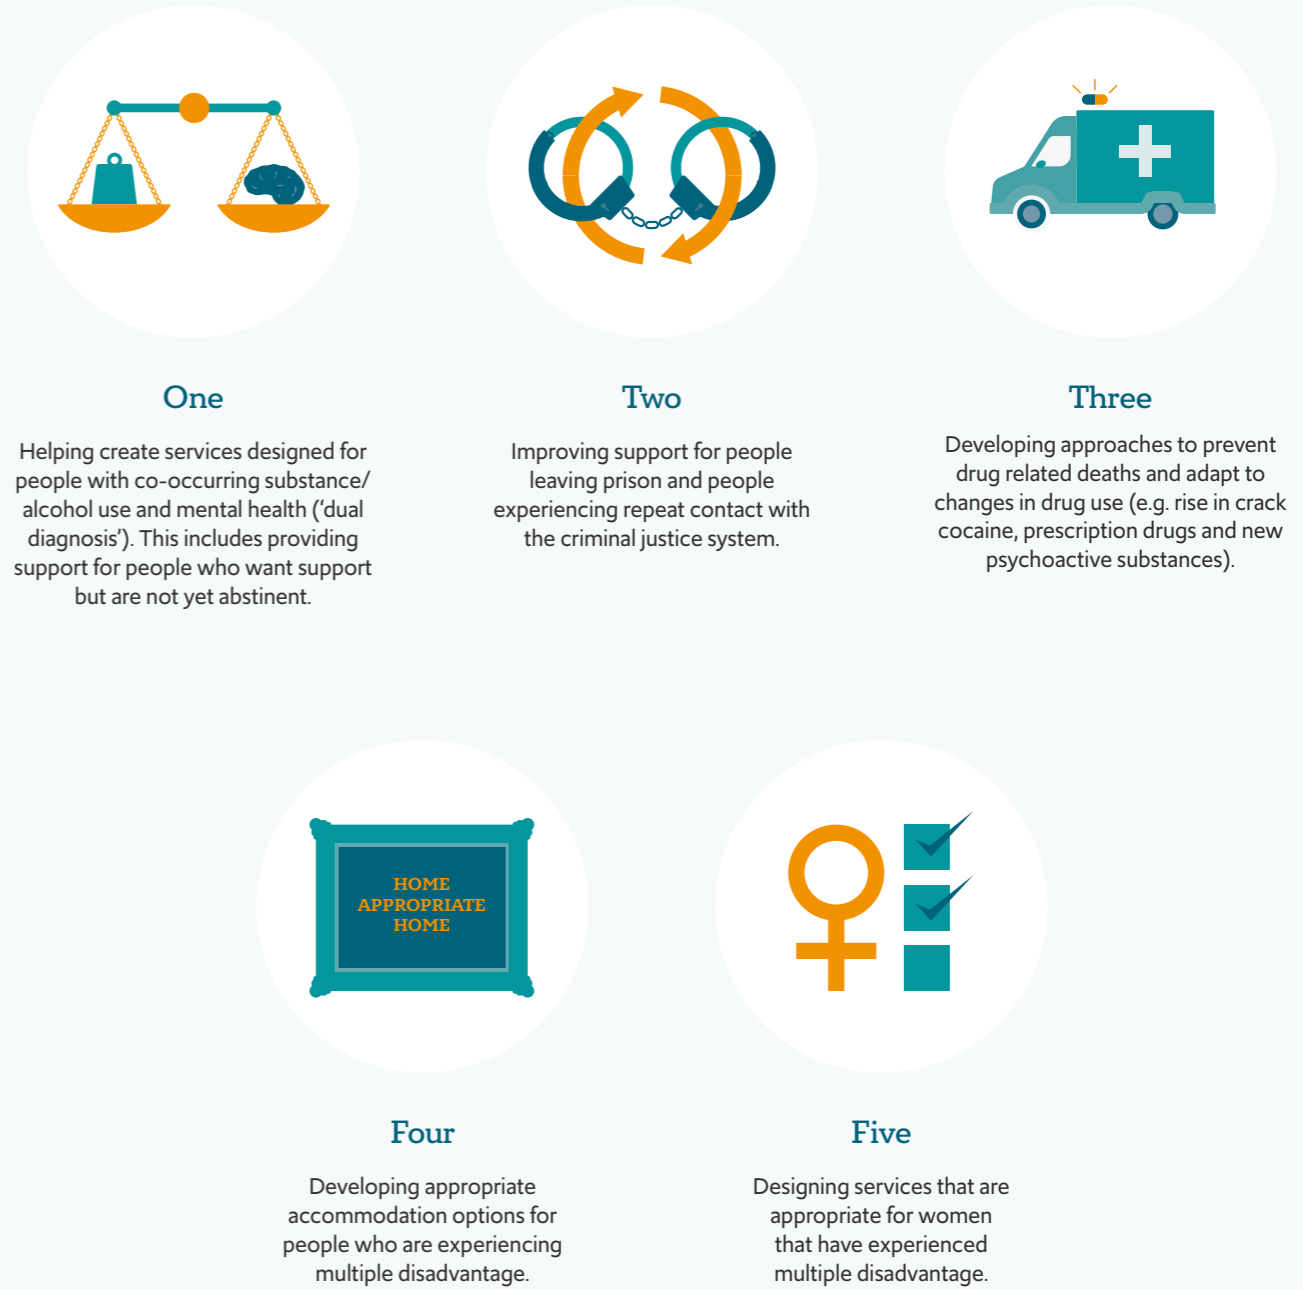 One
Helping create services designed for
people with co-occurring substance/
alcohol use and mental health (‘dual
diagnosis’). This includes providing
support for people who want support
but are not yet abstinent.
Two
Improving support for people
leaving prison and people
experiencing repeat contact with
the criminal justice system.
Three
Developing approaches to prevent
drug related deaths and adapt to
changes in drug use (e.g. rise in crack
cocaine, prescription drugs and new
psychoactive substances).
HOME
APPROPRIATE
HOME
Four
Developing appropriate
accommodation options for
people who are experiencing
multiple disadvantage.
Five
Designing services that are
appropriate for women
that have experienced
multiple disadvantage.